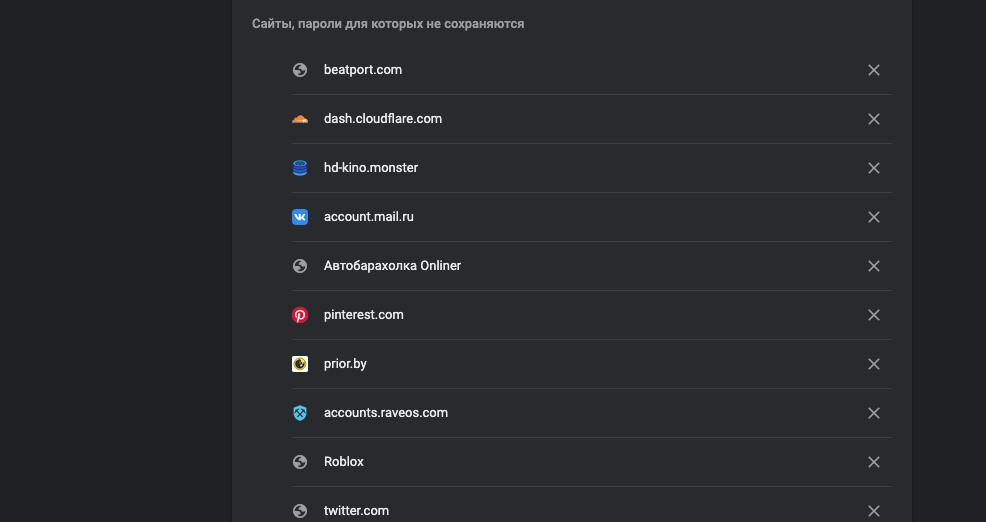 Сайты, пароли для которых не сохраняются
beatport.com
dash.cloudflare.com
hd-kino.monster
account.mail.ru
Автобарахолка Onliner
pinterest.com
prior.by
accounts.raveos.com
Roblox
twitter.com